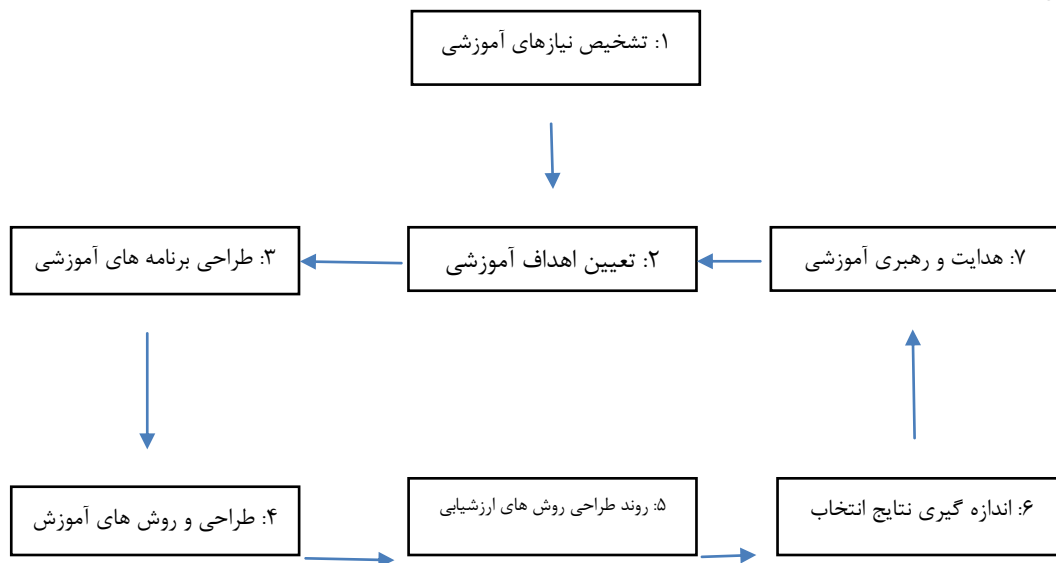 ۱: تشخیص نیازهای آموزشی
۲: تعیین اهداف آموزشی
۳: طراحی برنامه های آموزشی
۴: طراحی و روش های آموزش
۵: روند طراحی روش های ارزشیابی
۶: اندازه گیری نتایج انتخاب
۷: هدایت و رهبری آموزشی